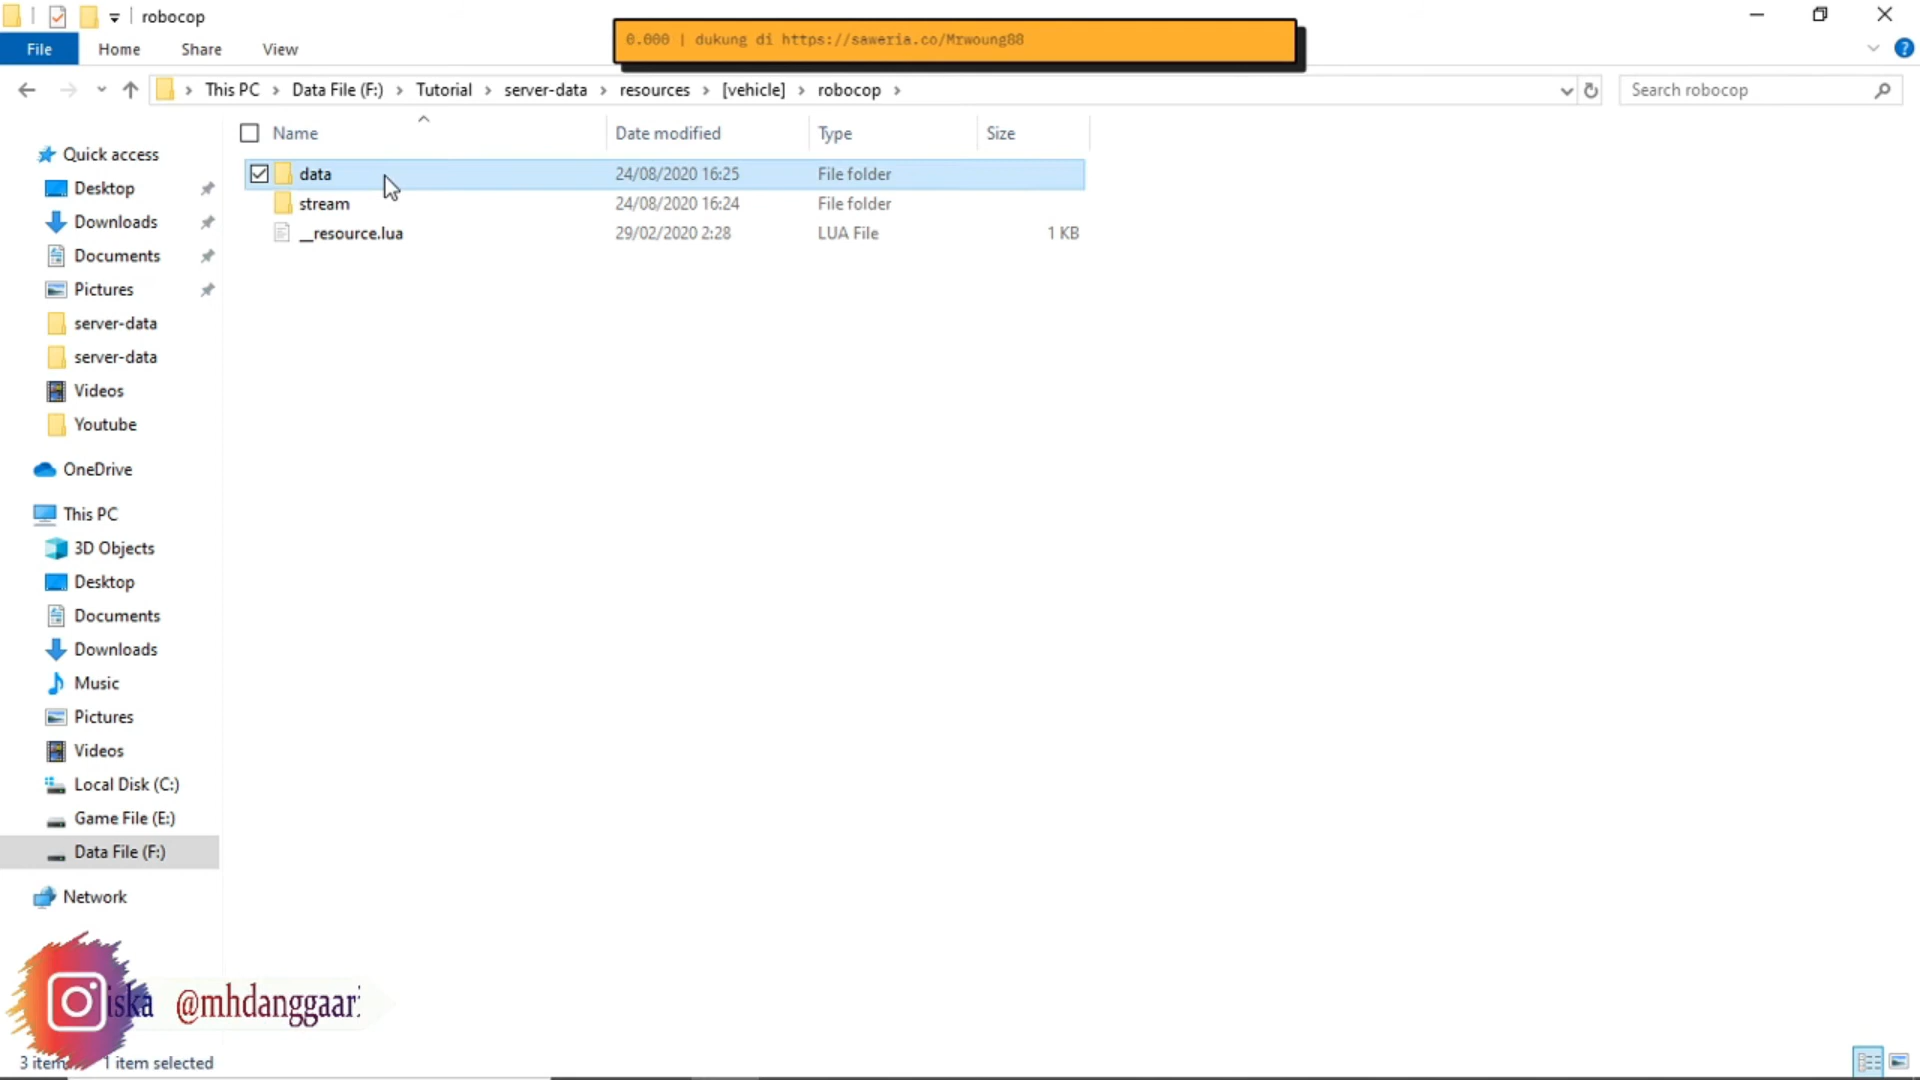 robocop
0.000 | dukung di https://saweria.co/Mrwoung88
File Home Share View
This PC Data File (F:) Tutorial server-data resources [vehicle] robocop
Search robocop
Name Date modified Type Size
data 24/08/2020 16:25 File folder
stream 24/08/2020 16:24 File folder
__resource.lua 29/02/2020 2:28 LUA File 1 KB
Quick access
Desktop
Downloads
Documents
Pictures
server-data
server-data
Videos
Youtube
OneDrive
This PC
3D Objects
Desktop
Documents
Downloads
Music
Pictures
Videos
Local Disk (C:)
Game File (E:)
Data File (F:)
Network
iska @mhdanggaari
3 item 1 item selected